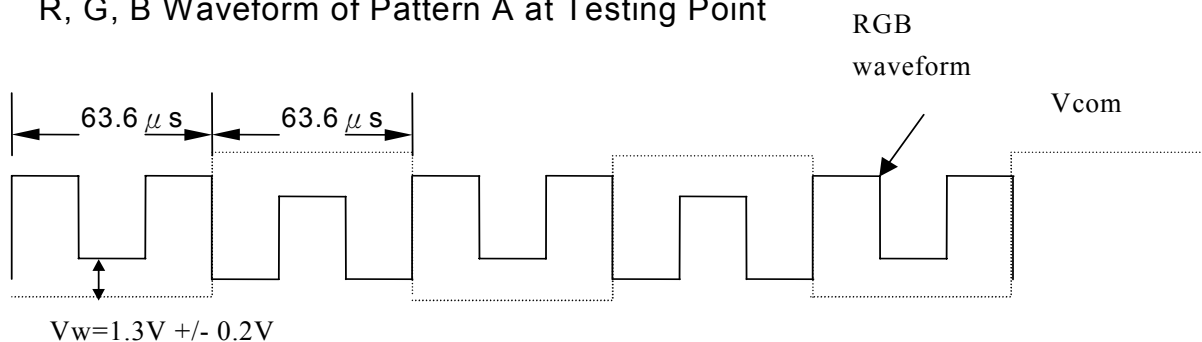 R, G, B Waveform of Pattern A at Testing Point
RGB
waveform
Vcom
63.6 μ s
63.6 μ s
Vw=1.3V +/- 0.2V